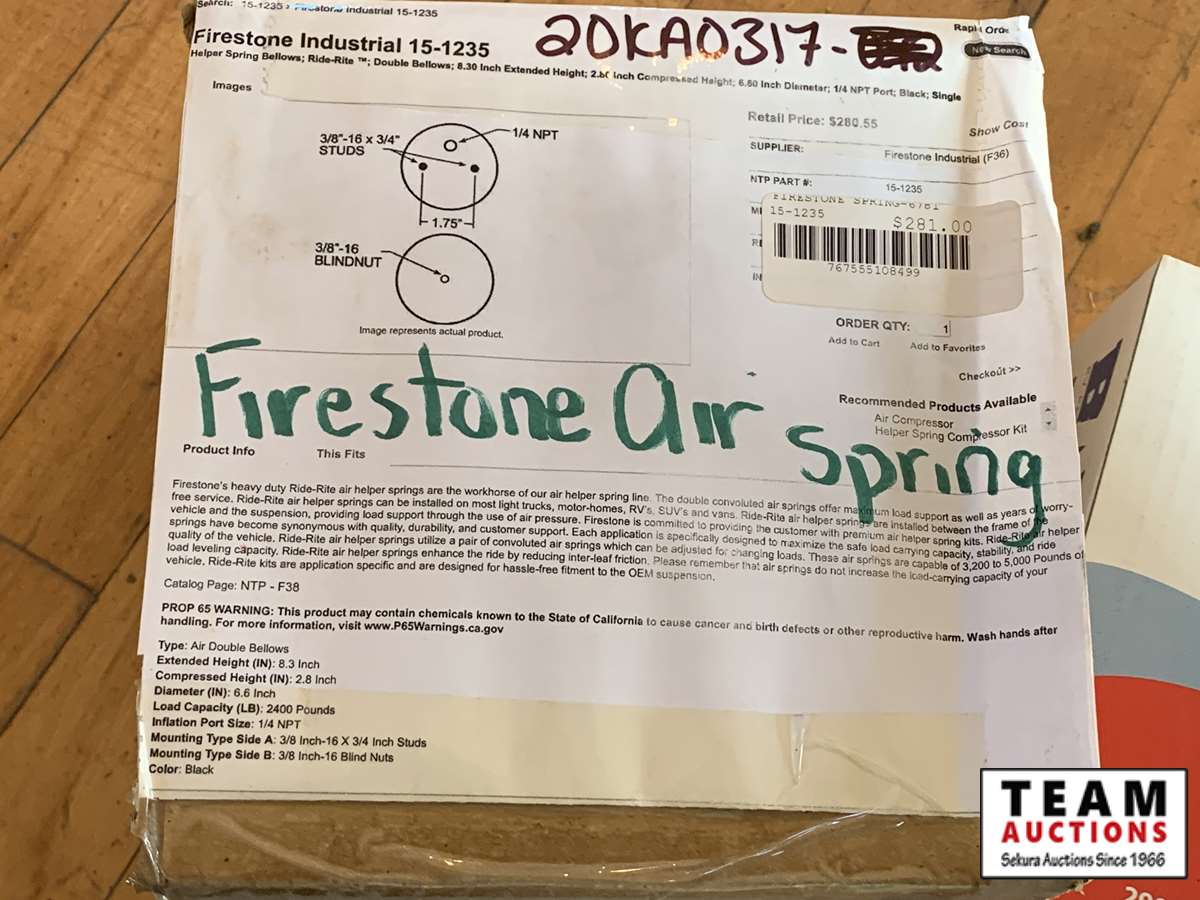 Search: 15-1235 > Firestone Industrial 15-1235
Rapid Order
Firestone Industrial 15-1235
20KA0317-
New Search
Helper Spring Bellows; Ride-Rite ™; Double Bellows; 8.30 Inch Extended Height; 2.80 Inch Compressed Height; 6.60 Inch Diameter; 1/4 NPT Port; Black; Single
Images
Retail Price: $280.55
Show Cost
3/8"-16 x 3/4"
STUDS
1/4 NPT
1.75"
3/8"-16
BLINDNUT
Image represents actual product.
SUPPLIER:
Firestone Industrial (F36)
NTP PART #:
15-1235
FIRESTONE SPRING-6781
15-1235
$281.00
767555108499
ORDER QTY: 1
Add to Cart
Add to Favorites
Checkout >>
Recommended Products Available
Air Compressor
Helper Spring Compressor Kit
Firestone Air
Spring
Product Info
This Fits
Firestone's heavy duty Ride-Rite air helper springs are the workhorse of our air helper spring line. The double convoluted air springs offer maximum load support as well as years of worry-
free service. Ride-Rite air helper springs can be installed on most light trucks, motor-homes, RV's, SUV's and vans. Ride-Rite air helper springs are installed between the frame of the
vehicle and the suspension, providing load support through the use of air pressure. Firestone is committed to providing the customer with premium air helper spring kits. Ride-Rite air helper
springs have become synonymous with quality, durability, and customer support. Each application is specifically designed to maximize the safe load carrying capacity, stability, and ride
quality of the vehicle. Ride-Rite air helper springs utilize a pair of convoluted air springs which can be adjusted for changing loads. These air springs are capable of 3,200 to 5,000 Pounds of
load leveling capacity. Ride-Rite air helper springs enhance the ride by reducing inter-leaf friction. Please remember that air springs do not increase the load-carrying capacity of your
vehicle. Ride-Rite kits are application specific and are designed for hassle-free fitment to the OEM suspension.
Catalog Page: NTP - F38
PROP 65 WARNING: This product may contain chemicals known to the State of California to cause cancer and birth defects or other reproductive harm. Wash hands after
handling. For more information, visit www.P65Warnings.ca.gov
Type: Air Double Bellows
Extended Height (IN): 8.3 Inch
Compressed Height (IN): 2.8 Inch
Diameter (IN): 6.6 Inch
Load Capacity (LB): 2400 Pounds
Inflation Port Size: 1/4 NPT
Mounting Type Side A: 3/8 Inch-16 X 3/4 Inch Studs
Mounting Type Side B: 3/8 Inch-16 Blind Nuts
Color: Black
TEAM
AUCTIONS
Sekura Auctions Since 1966